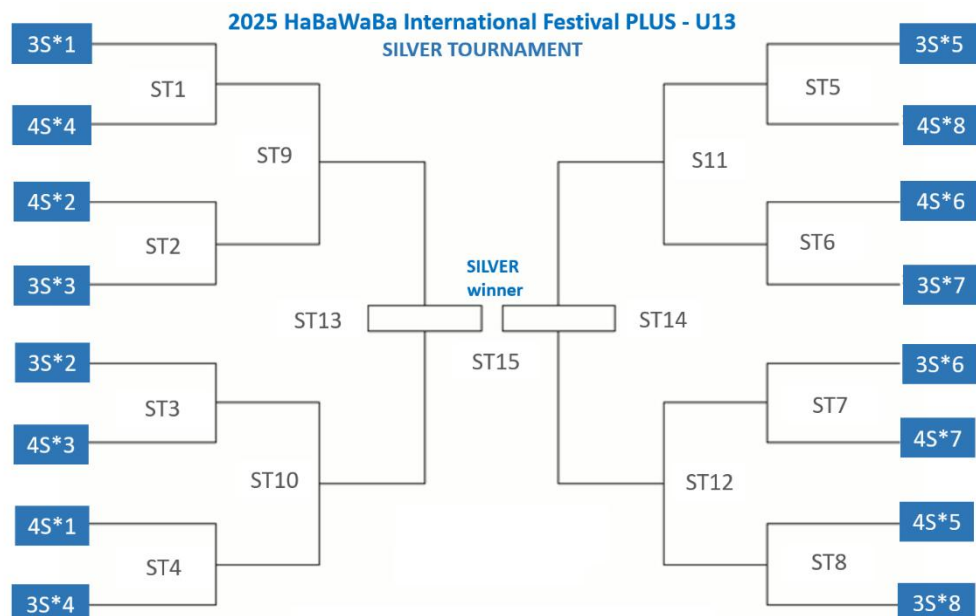 2025 HaBaWaBa International Festival PLUS - U13
SILVER TOURNAMENT
3S*1
ST1
4S*4
ST9
4S*2
ST2
3S*3
ST13
3S*2
ST3
4S*3
ST10
4S*1
ST4
3S*4
SILVER
winner
ST15
3S*5
ST5
4S*8
S11
4S*6
ST6
3S*7
ST14
3S*6
ST7
4S*7
ST12
4S*5
ST8
3S*8